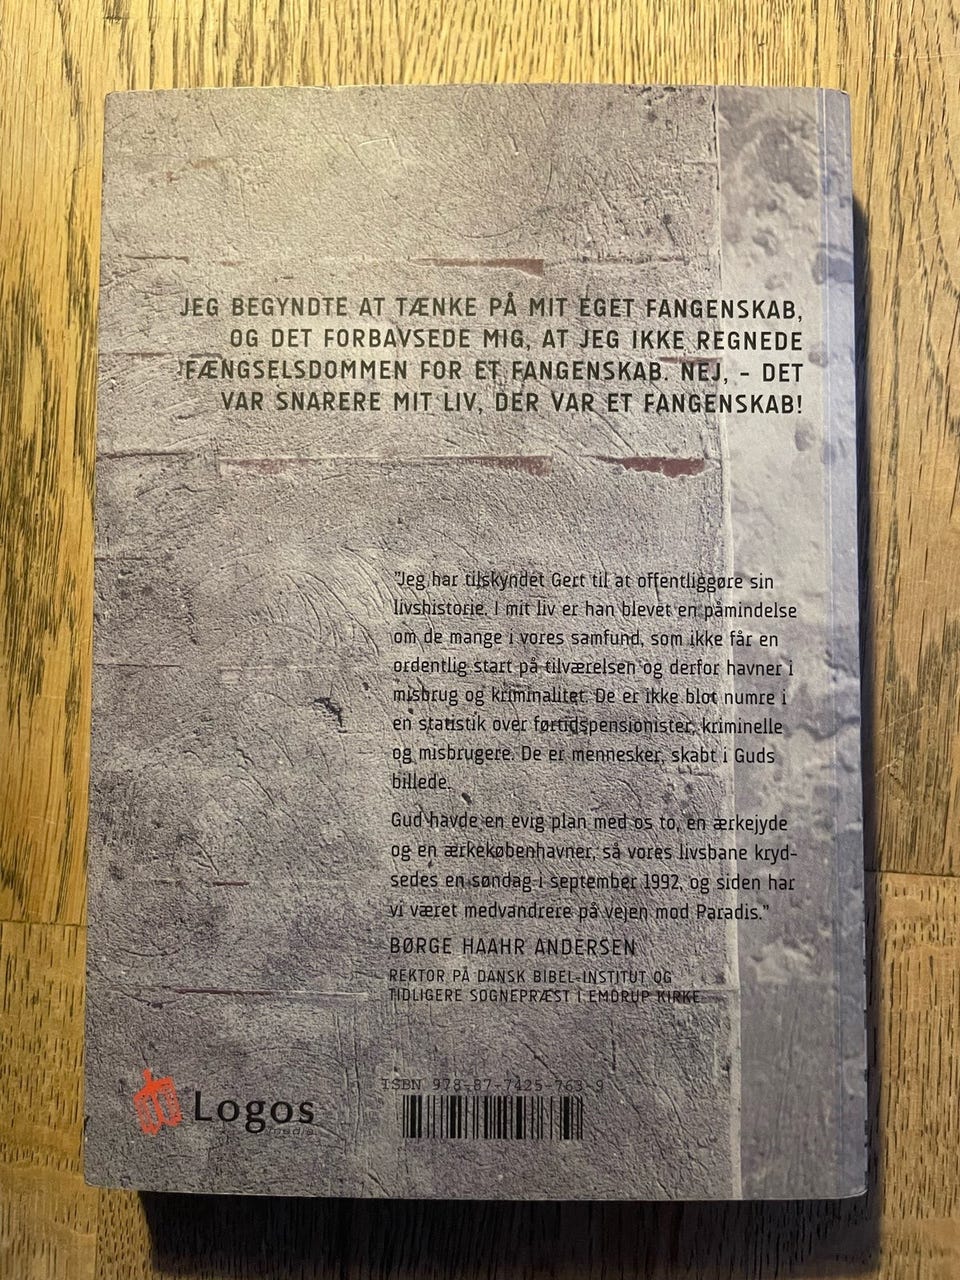 JEG BEGYNDTE AT TÆNKE PÅ MIT EGET FANGENSKAB,
OG DET FORBAVSEDE MIG, AT JEG IKKE REGNEDE
FÆNGSELSDOMMEN FOR ET FANGENSKAB. NEJ, - DET
VAR SNARERE MIT LIV, DER VAR ET FANGENSKAB!
"Jeg har tilskyndet Gert til at offentliggøre sin
livshistorie. I mit liv er han blevet en påmindelse
om de mange i vores samfund, som ikke får en
ordentlig start på tilværelsen og derfor havner i
misbrug og kriminalitet. De er ikke blot numre i
en statistik over førtidspensionister, kriminelle
og misbrugere. De er mennesker, skabt i Guds
billede.
Gud havde en evig plan med os to, en ærkejyde
og en ærkekøbenhavner, så vores livsbane kryd-
sedes en søndag i september 1992, og siden har
vi været medvandrere på vejen mod Paradis."
BØRGE HAAHR ANDERSEN
REKTOR PÅ DANSK BIBEL-INSTITUT OG
TIDLIGERE SOGNEPRÆST I EMDRUP KIRKE
ISBN 978-87-7425-763-9
Logos
media